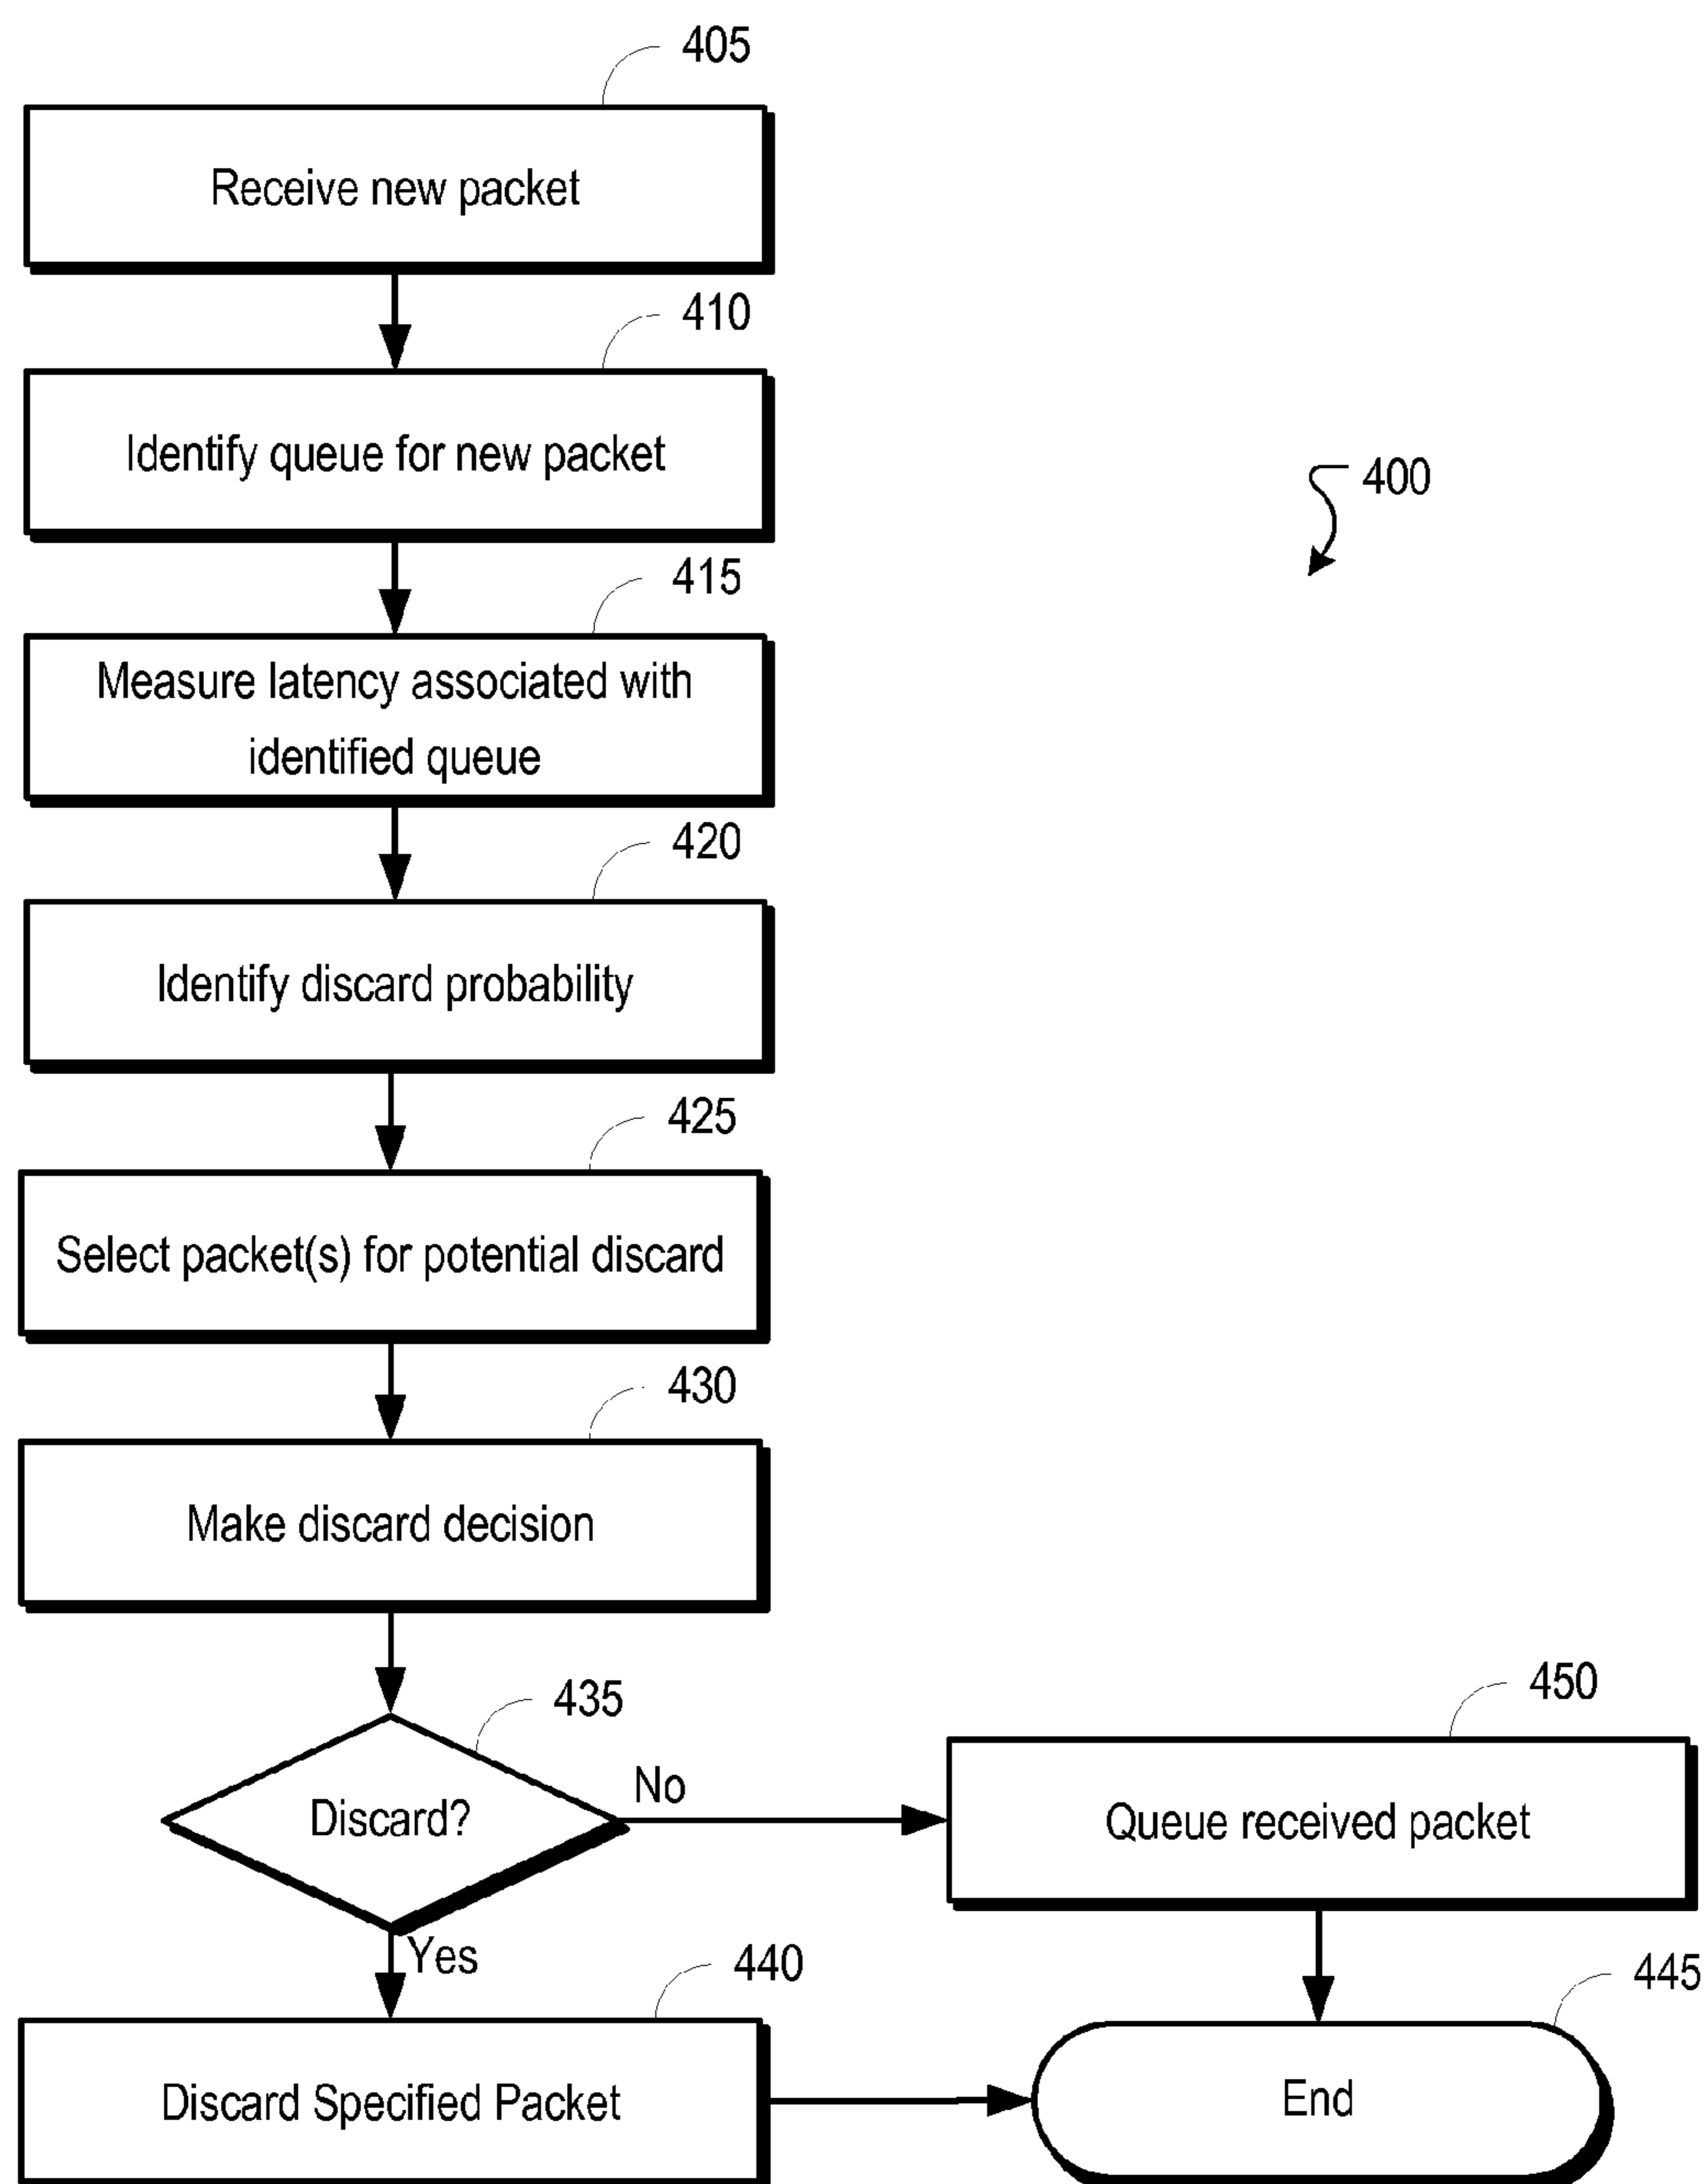 405
Receive new packet
410
Identify queue for new packet
400
415
Measure latency associated with
identified queue
420
Identify discard probability
425
Select packet(s) for potential discard
430
Make discard decision
435
450
Discard?
No
Queue received packet
Yes
440
445
Discard Specified Packet
End